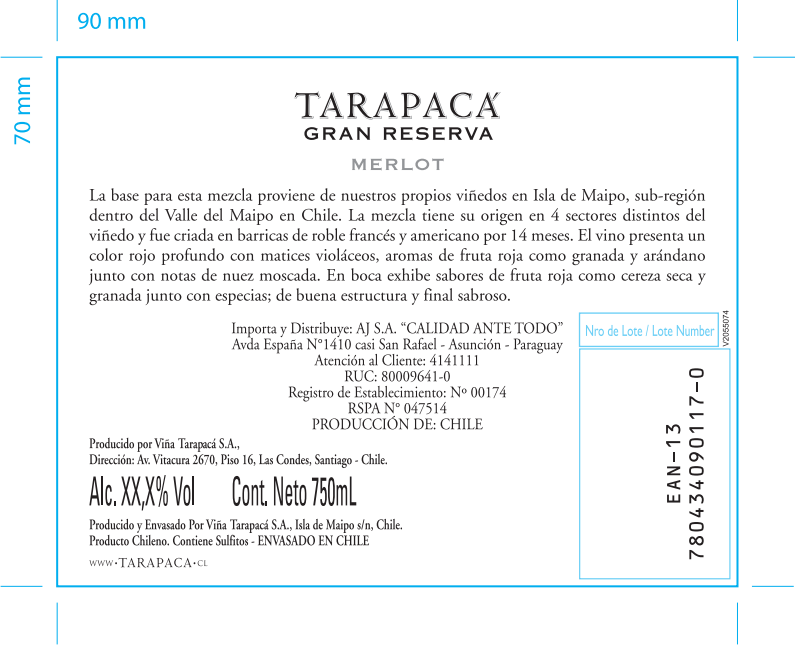 90 mm
70 mm
TARAPACÁ
GRAN RESERVA
MERLOT
La base para esta mezcla proviene de nuestros propios viñedos en Isla de Maipo, sub-región
dentro del Valle del Maipo en Chile. La mezcla tiene su origen en 4 sectores distintos del
viñedo y fue criada en barricas de roble francés y americano por 14 meses. El vino presenta un
color rojo profundo con matices violáceos, aromas de fruta roja como granada y arándano
junto con notas de nuez moscada. En boca exhibe sabores de fruta roja como cereza seca y
granada junto con especias; de buena estructura y final sabroso.
Importa y Distribuye: AJ S.A. “CALIDAD ANTE TODO”
Avda España N°1410 casi San Rafael - Asunción - Paraguay
Atención al Cliente: 4141111
RUC: 80009641-0
Registro de Establecimiento: Nº 00174
RSPA N° 047514
PRODUCCIÓN DE: CHILE
Nro de Lote / Lote Number
V2055074
EAN-13
780434090117-0
Producido por Viña Tarapacá S.A.,
Dirección: Av. Vitacura 2670, Piso 16, Las Condes, Santiago - Chile.
Alc. XX,X% Vol Cont. Neto 750mL
Producido y Envasado Por Viña Tarapacá S.A., Isla de Maipo s/n, Chile.
Producto Chileno. Contiene Sulfitos - ENVASADO EN CHILE
WWW·TARAPACA·CL